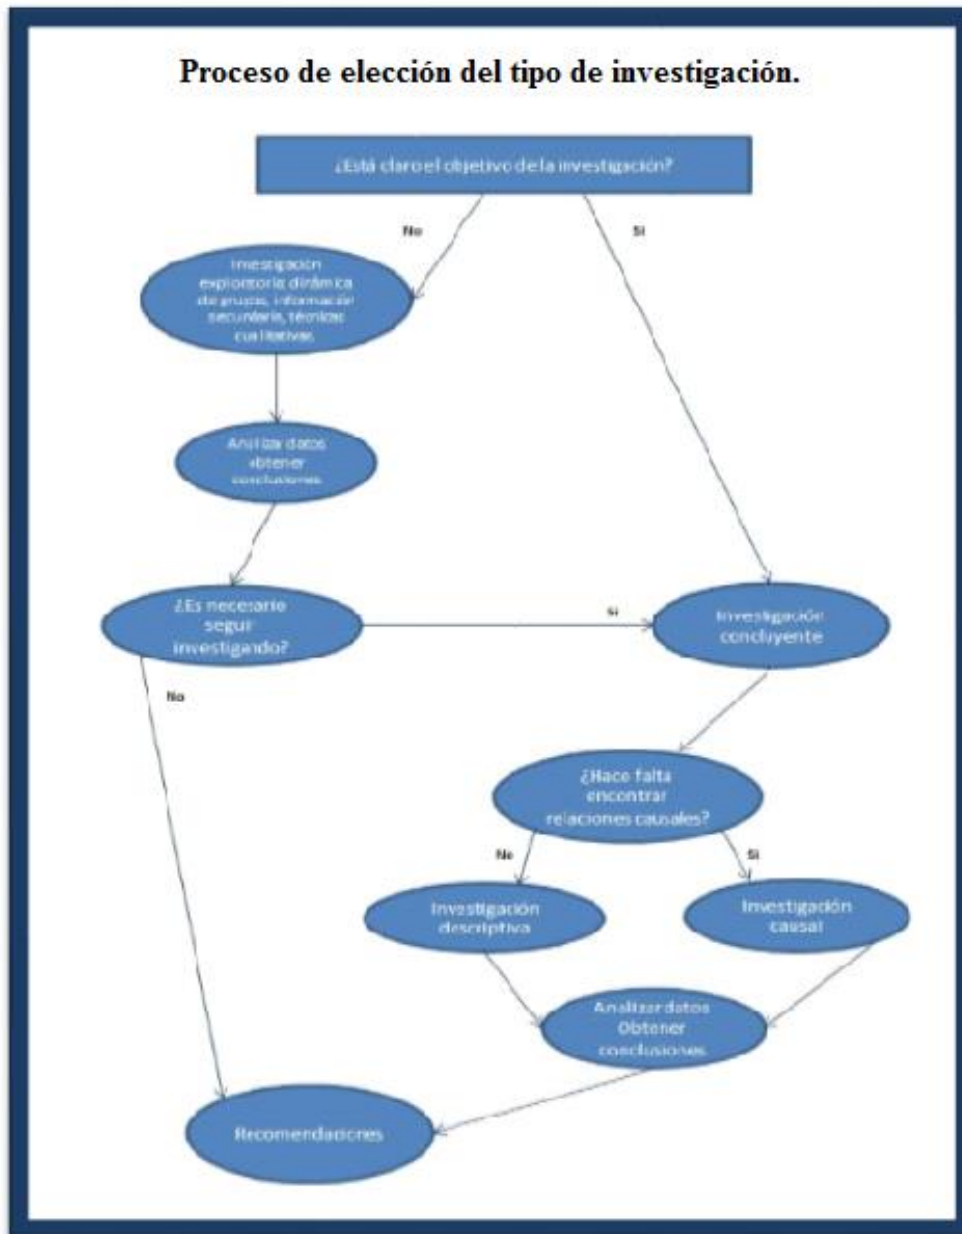 Proceso de elección del tipo de investigación.
¿Está claro el objetivo de la investigación?
No
Si
Investigación
exploratoria dinámica
de grupos, información
secundaria, técnicas
cualitativas
Analizar datos
obtener
conclusiones
¿Es necesario
seguir
investigando?
si
Investigación
concluyente
No
¿Hace falta
encontrar
relaciones causales?
No
Si
Investigación
descriptiva
Investigación
causal
Analizar datos
Obtener
conclusiones
Recomendaciones